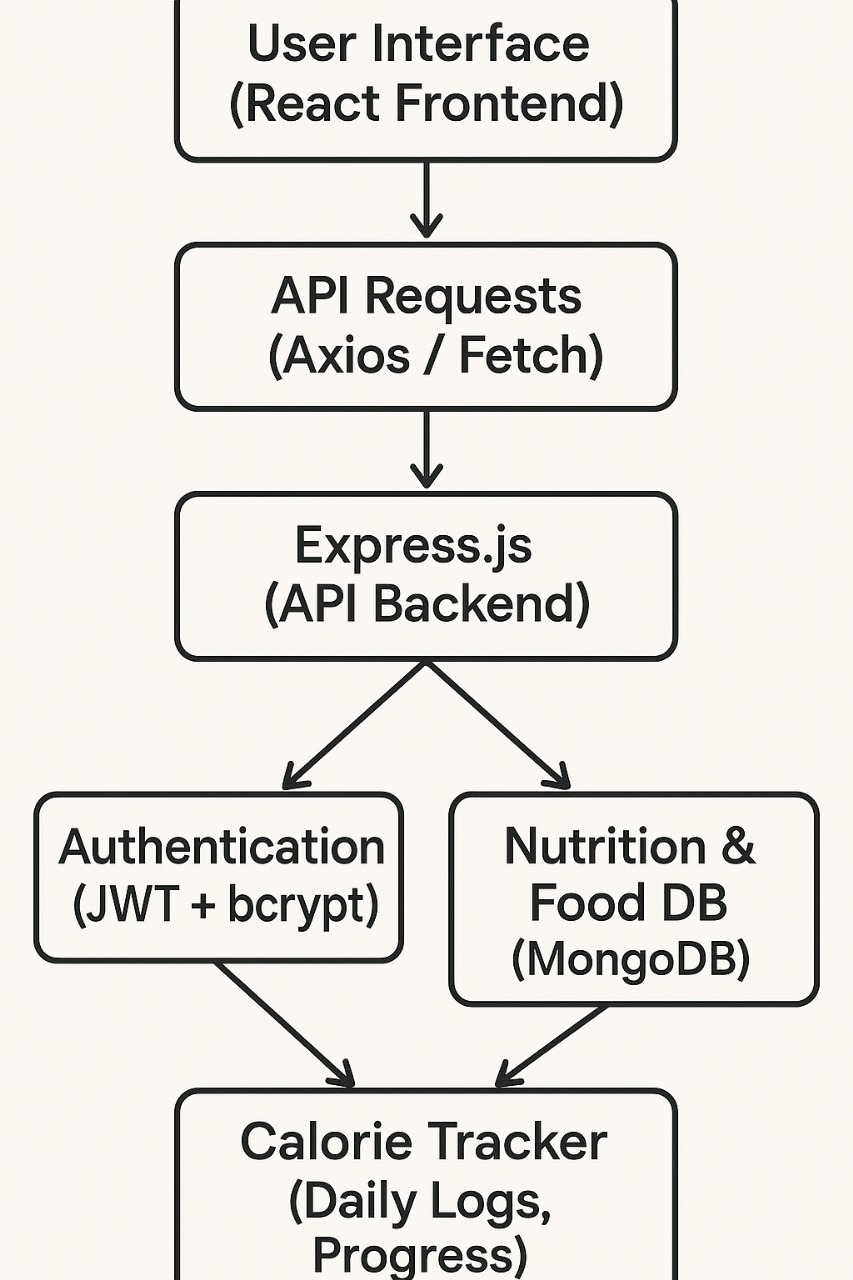 User Interface
(React Frontend)
API Requests
(Axios / Fetch)
Express.js
(API Backend)
Authentication
(JWT + bcrypt)
Nutrition &
Food DB
(MongoDB)
Calorie Tracker
(Daily Logs,
Progress)